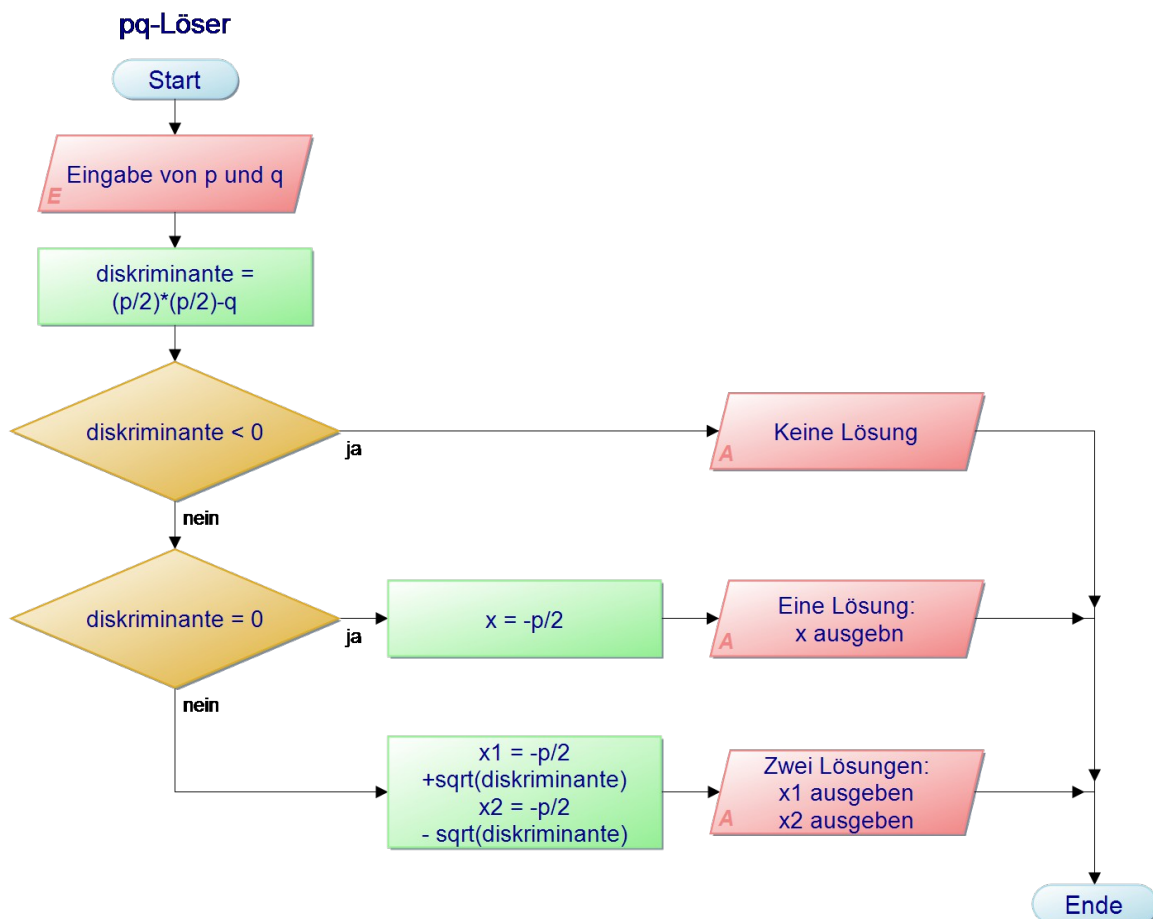 pq-Löser
Start
Eingabe von p und q
E
diskriminante =
(p/2)*(p/2)-q
diskriminante < 0
ja
Keine Lösung
A
nein
diskriminante = 0
ja
x = -p/2
Eine Lösung:
x ausgebn
A
nein
x1 = -p/2
+sqrt(diskriminante)
x2 = -p/2
- sqrt(diskriminante)
Zwei Lösungen:
x1 ausgeben
x2 ausgeben
A
Ende